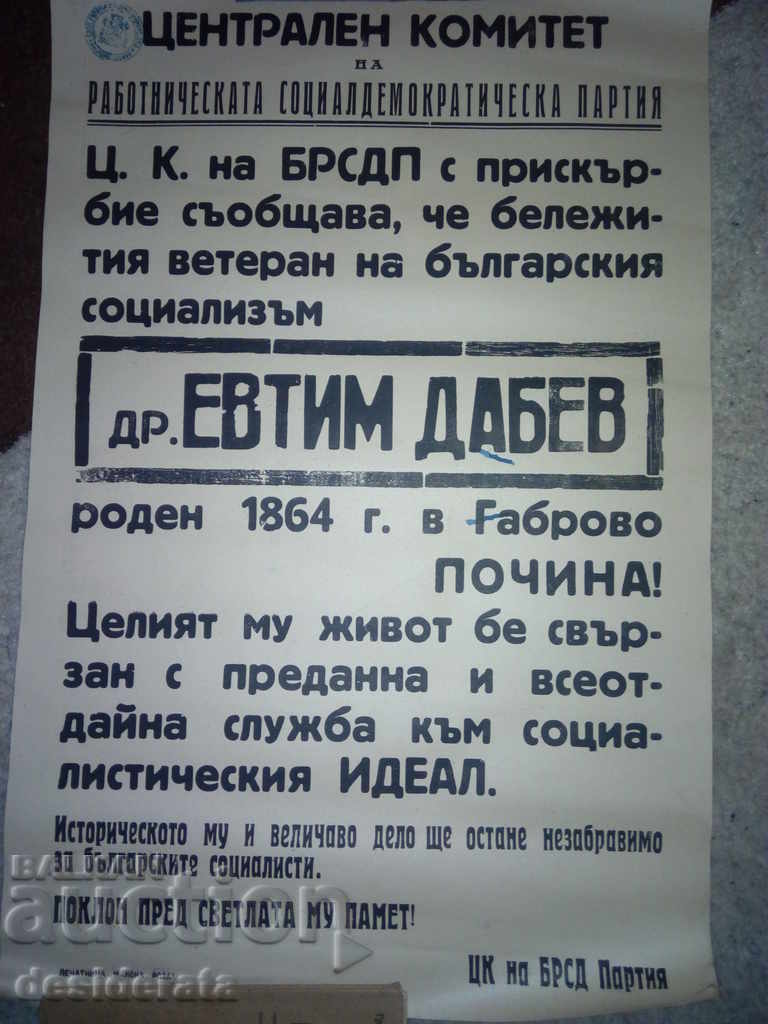 ЦЕНТРАЛЕН КОМИТЕТ
НА
РАБОТНИЧЕСКАТА СОЦИАЛДЕМОКРАТИЧЕСКА ПАРТИЯ
Ц. К. на БРСДП с прискър-
бие съобщава, че бележи-
тия ветеран на българския
социализъм
ДР. ЕВТИМ ДАБЕВ
роден 1864 г. в Габрово
ПОЧИНА!
Целият му живот бе свър-
зан с преданна и всеот-
дайна служба към социа-
листическия ИДЕАЛ.
Историческото му и величаво дело ще остане незабравимо
за българските социалисти.
ПОКЛОН ПРЕД СВЕТЛАТА МУ ПАМЕТ!
ЦК на БРСД Партия
ПЕЧАТНИЦА
auction
desiderata